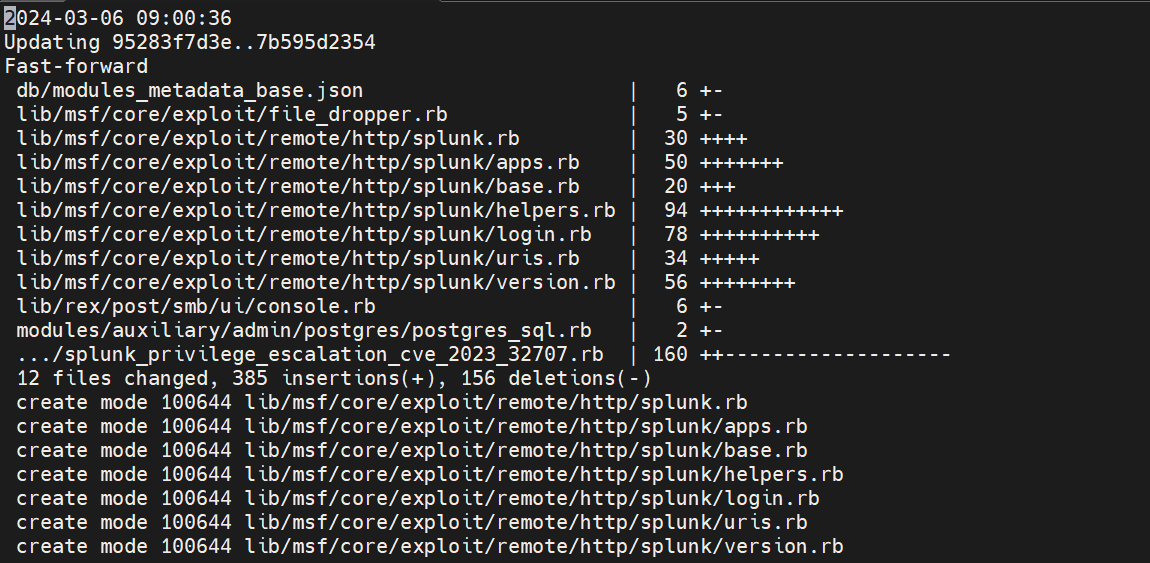 2024-03-06 09:00:36
Updating 95283f7d3e..7b595d2354
Fast-forward
 db/modules_metadata_base.json                      |   6 +-
 lib/msf/core/exploit/file_dropper.rb               |   5 +-
 lib/msf/core/exploit/remote/http/splunk.rb         |  30 ++++
 lib/msf/core/exploit/remote/http/splunk/apps.rb    |  50 +++++++
 lib/msf/core/exploit/remote/http/splunk/base.rb    |  20 +++
 lib/msf/core/exploit/remote/http/splunk/helpers.rb |  94 ++++++++++++
 lib/msf/core/exploit/remote/http/splunk/login.rb   |  78 ++++++++++
 lib/msf/core/exploit/remote/http/splunk/uris.rb    |  34 +++++
 lib/msf/core/exploit/remote/http/splunk/version.rb |  56 ++++++++
 lib/rex/post/smb/ui/console.rb                     |   6 +-
 modules/auxiliary/admin/postgres/postgres_sql.rb   |   2 +-
 .../splunk_privilege_escalation_cve_2023_32707.rb  | 160 ++-------------------
 12 files changed, 385 insertions(+), 156 deletions(-)
 create mode 100644 lib/msf/core/exploit/remote/http/splunk.rb
 create mode 100644 lib/msf/core/exploit/remote/http/splunk/apps.rb
 create mode 100644 lib/msf/core/exploit/remote/http/splunk/base.rb
 create mode 100644 lib/msf/core/exploit/remote/http/splunk/helpers.rb
 create mode 100644 lib/msf/core/exploit/remote/http/splunk/login.rb
 create mode 100644 lib/msf/core/exploit/remote/http/splunk/uris.rb
 create mode 100644 lib/msf/core/exploit/remote/http/splunk/version.rb